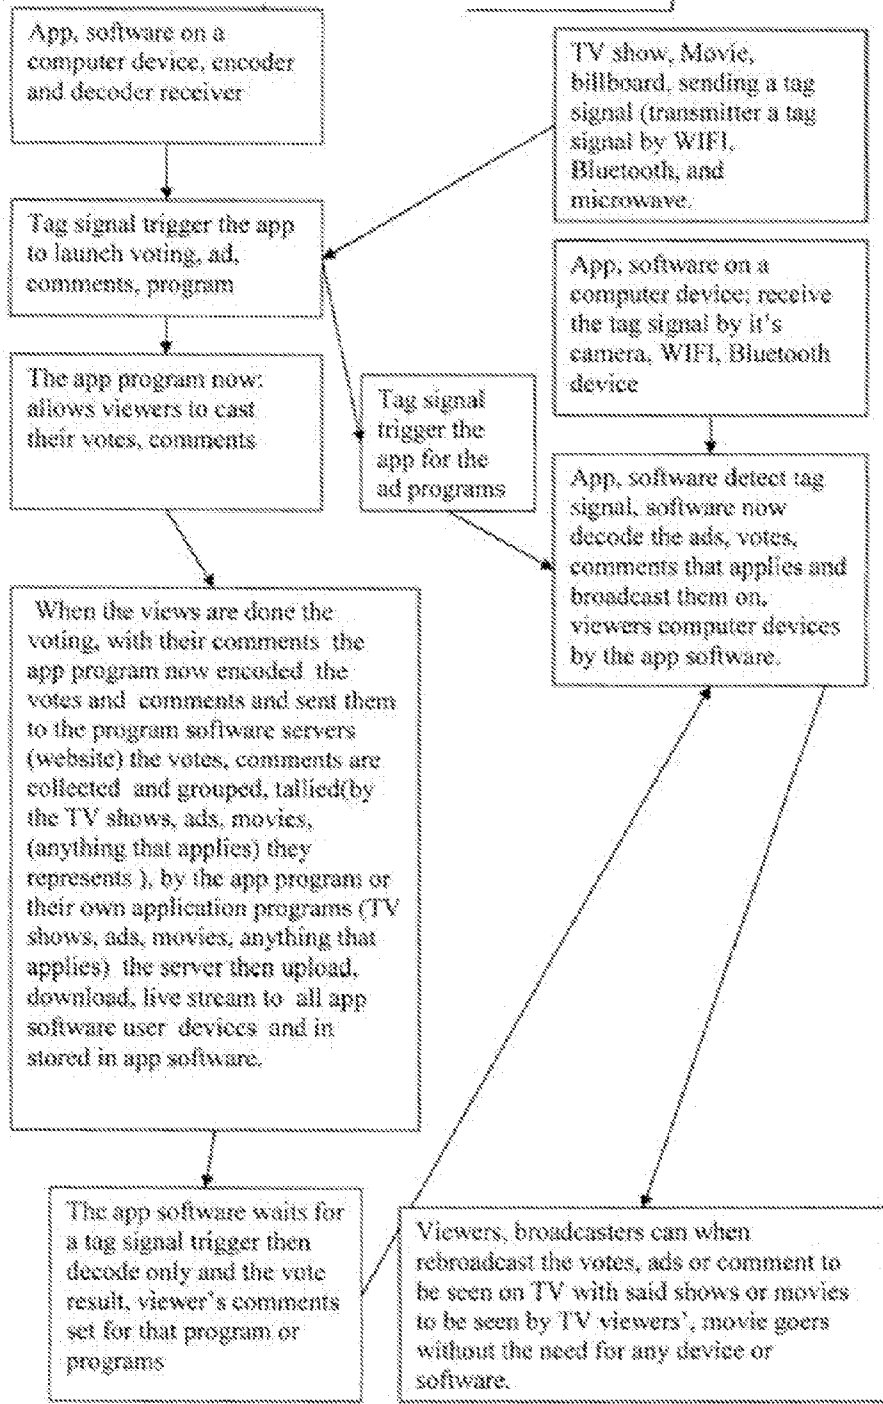 App, software on a
computer device, encoder
and decoder receiver
TV show, Movie,
billboard, sending a tag
signal (transmitter a tag
signal by WIFI,
Bluetooth, and
microwave.
Tag signal trigger the app
to launch voting, ad,
comments, program
App, software on a
computer device; receive
the tag signal by it's
camera, WIFI, Bluetooth
device
The app program now:
allows viewers to cast
their votes, comments
Tag signal
trigger the
app for the
ad programs
App, software detect tag
signal, software now
decode the ads, votes,
comments that applies and
broadcast them on,
viewers computer devices
by the app software.
When the views are done the
voting, with their comments the
app program now encoded the
votes and comments and sent them
to the program software servers
(website) the votes, comments are
collected and grouped, tallied(by
the TV shows, ads, movies,
(anything that applies) they
represents ), by the app program or
their own application programs (TV
shows, ads, movies, anything that
applies) the server then upload,
download, live stream to all app
software user devices and in
stored in app software.
The app software waits for
a tag signal trigger then
decode only and the vote
result, viewer's comments
set for that program or
programs
Viewers, broadcasters can when
rebroadcast the votes, ads or comment to
be seen on TV with said shows or movies
to be seen by TV viewers', movie goers
without the need for any device or
software.